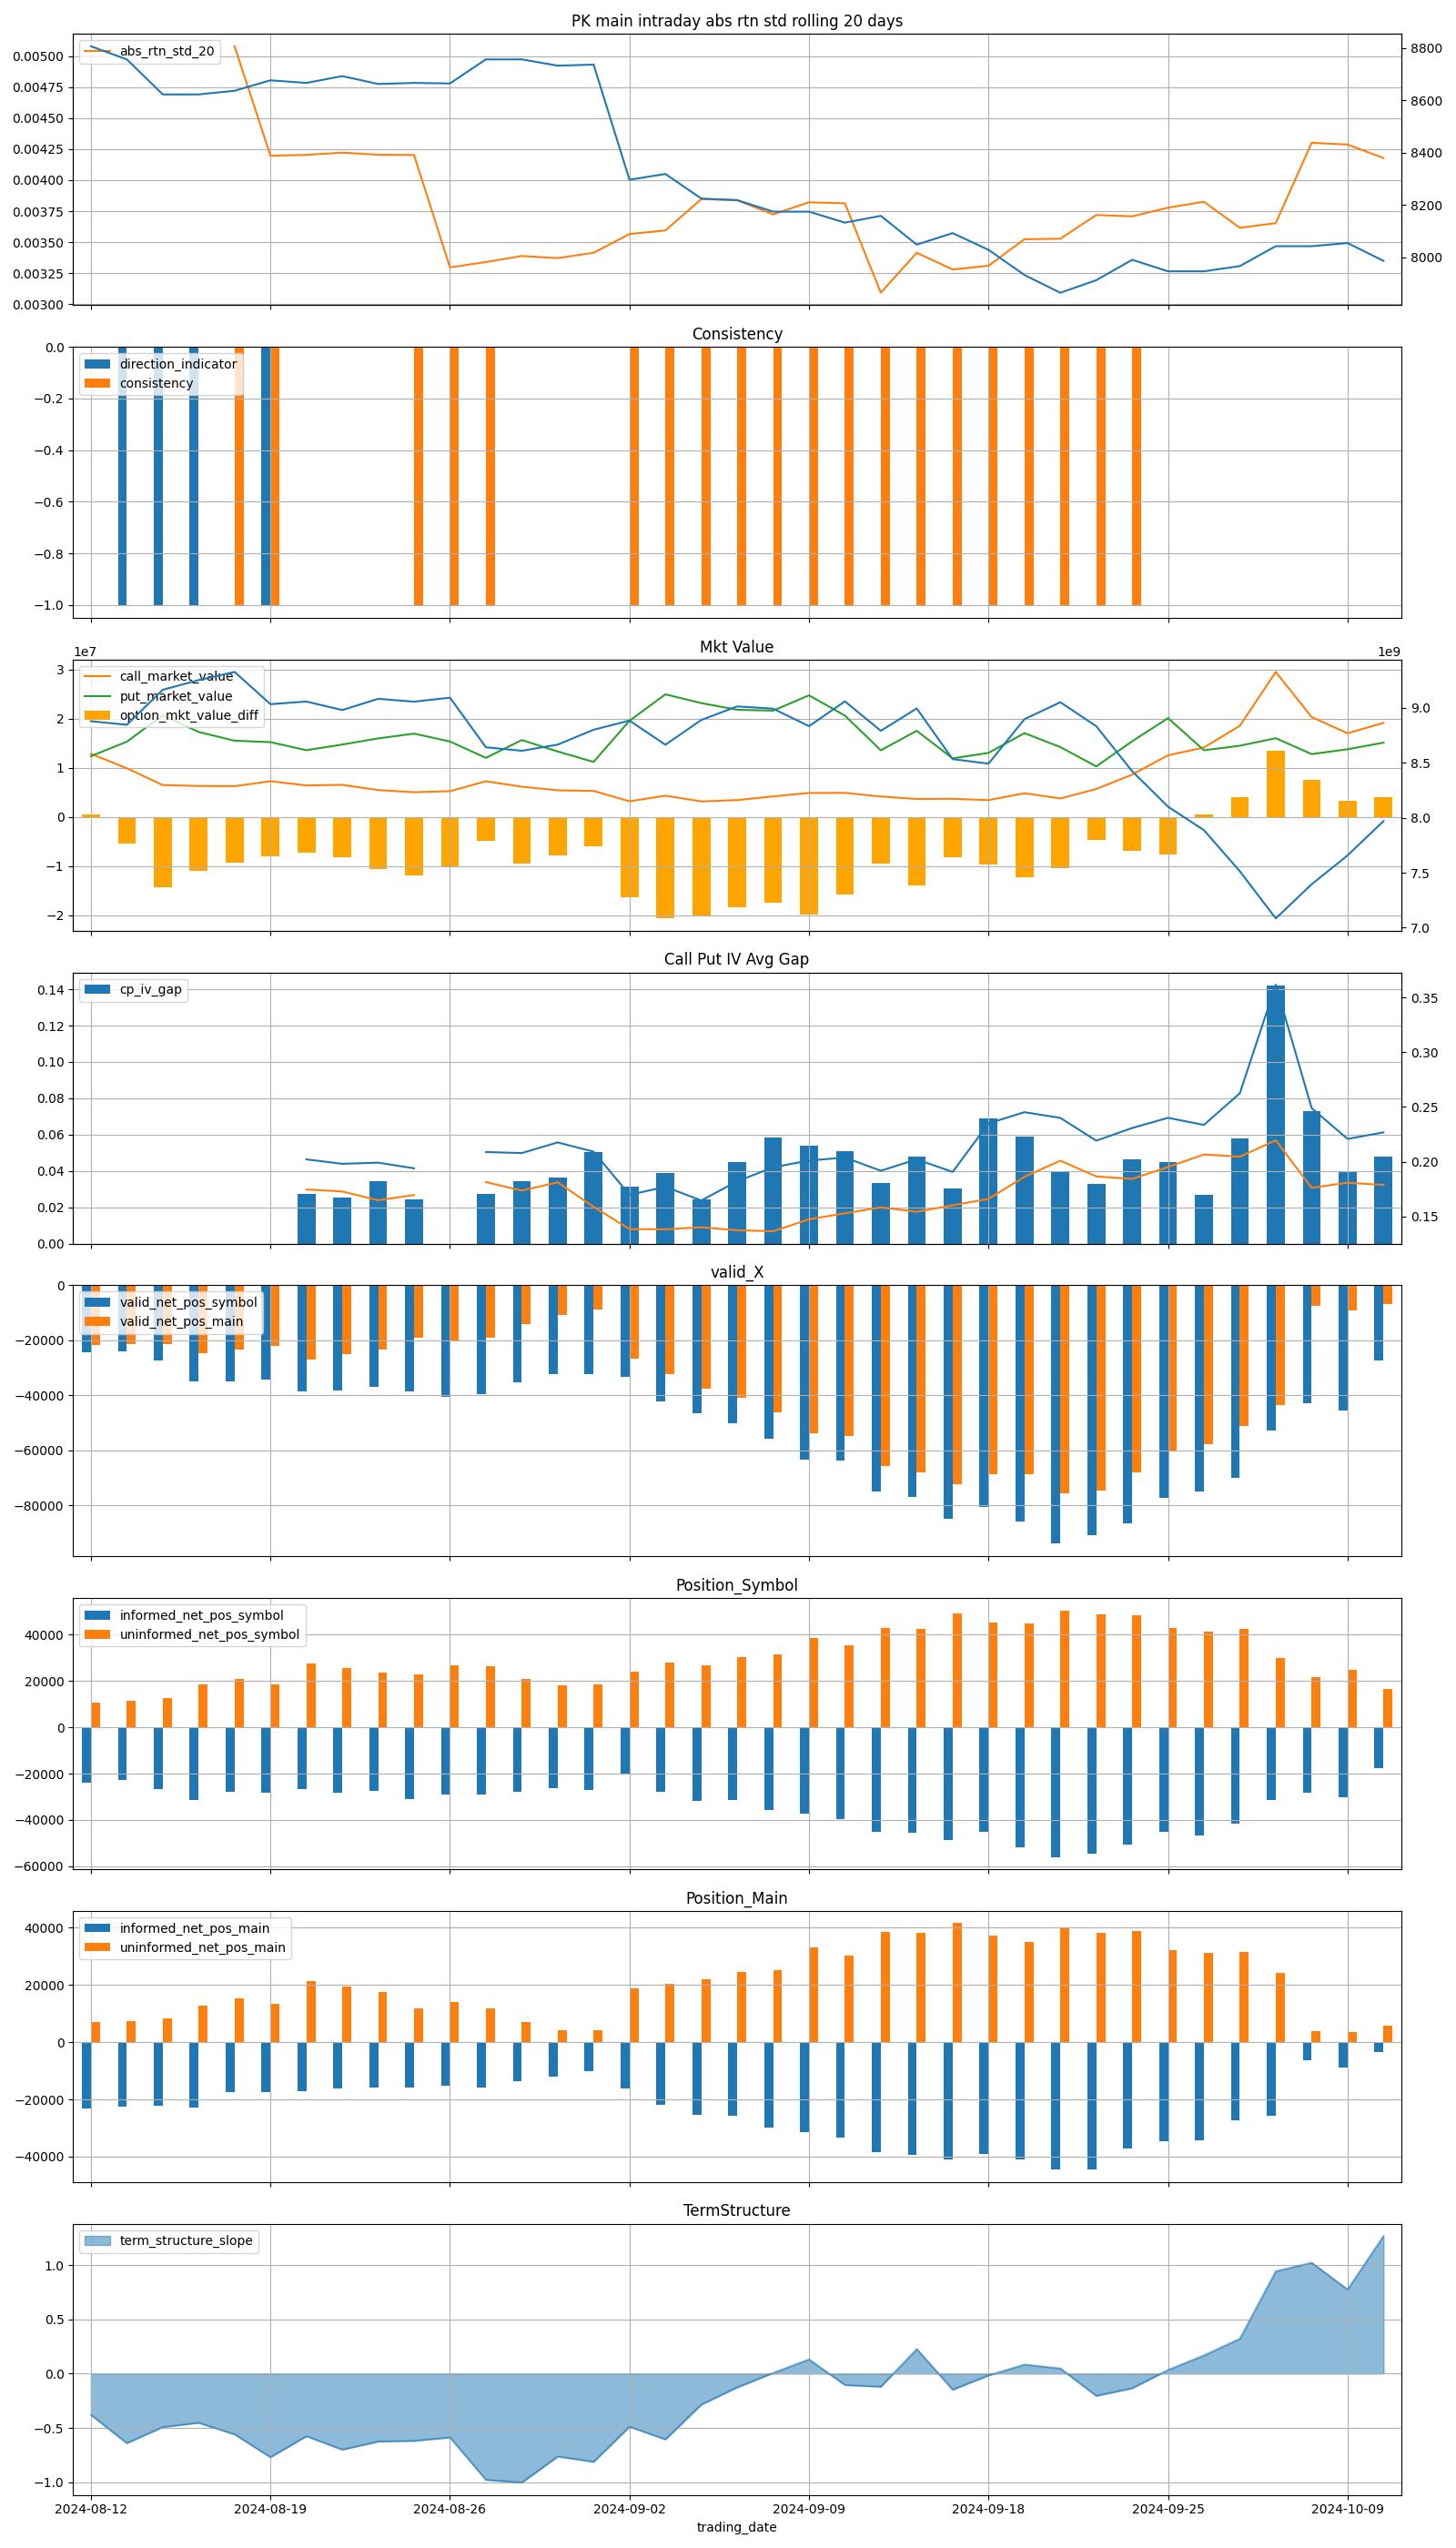 PK main intraday abs rtn std rolling 20 days
abs_rtn_std_20
0.00500
0.00475
0.00450
0.00425
0.00400
0.00375
0.00350
0.00325
0.00300
8800
8600
8400
8200
8000
Consistency
direction_indicator
consistency
0.0
−0.2
−0.4
−0.6
−0.8
−1.0
Mkt Value
1e7
1e9
call_market_value
put_market_value
option_mkt_value_diff
3
2
1
0
−1
−2
9.0
8.5
8.0
7.5
7.0
Call Put IV Avg Gap
cp_iv_gap
0.14
0.12
0.10
0.08
0.06
0.04
0.02
0.00
0.35
0.30
0.25
0.20
0.15
valid_X
valid_net_pos_symbol
valid_net_pos_main
0
−20000
−40000
−60000
−80000
Position_Symbol
informed_net_pos_symbol
uninformed_net_pos_symbol
40000
20000
0
−20000
−40000
−60000
Position_Main
informed_net_pos_main
uninformed_net_pos_main
40000
20000
0
−20000
−40000
TermStructure
term_structure_slope
1.0
0.5
0.0
−0.5
−1.0
2024-08-12 2024-08-19 2024-08-26 2024-09-02 2024-09-09 2024-09-18 2024-09-25 2024-10-09
trading_date